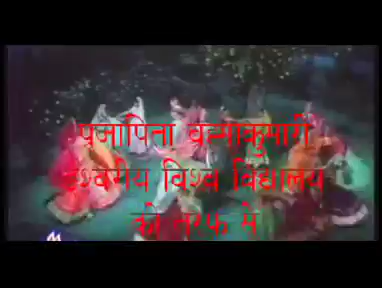 प्रजापिता ब्रह्माकुमारी
ईश्वरीय विश्व विद्यालय
की तरफ से